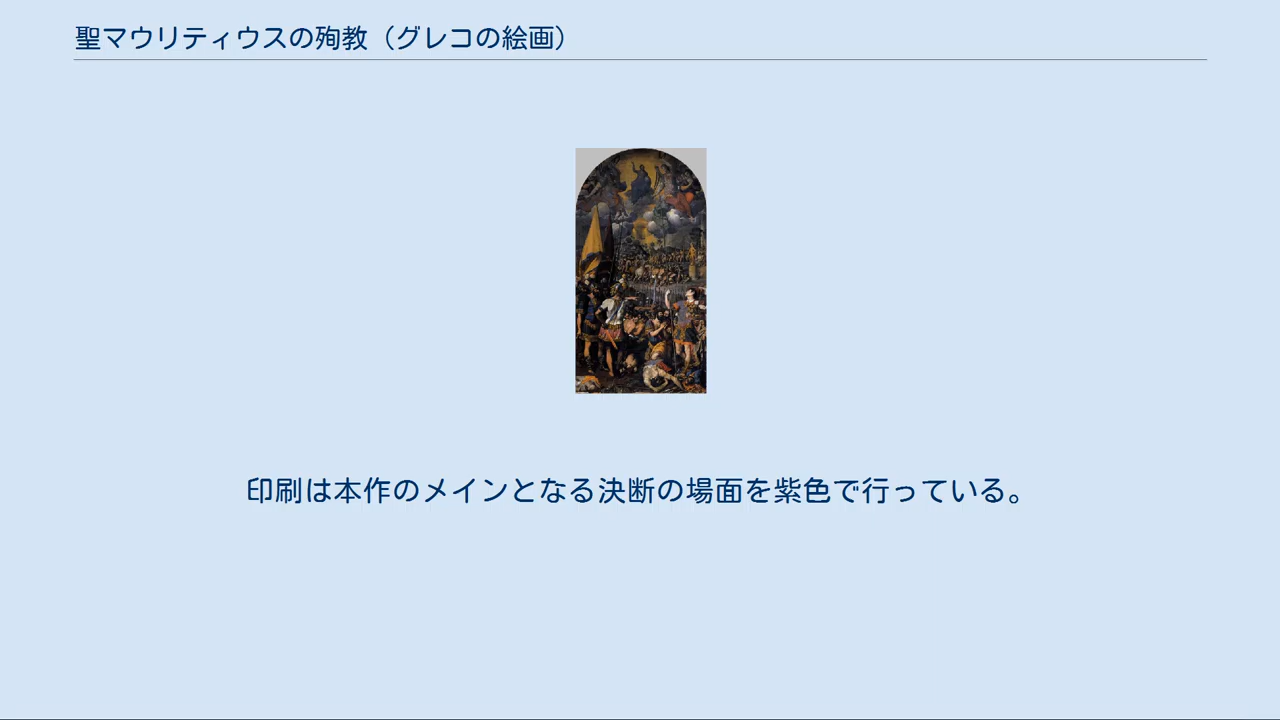 聖マウリティウスの殉教（グレコの絵画）
印刷は本作のメインとなる決断の場面を紫色で行っている。